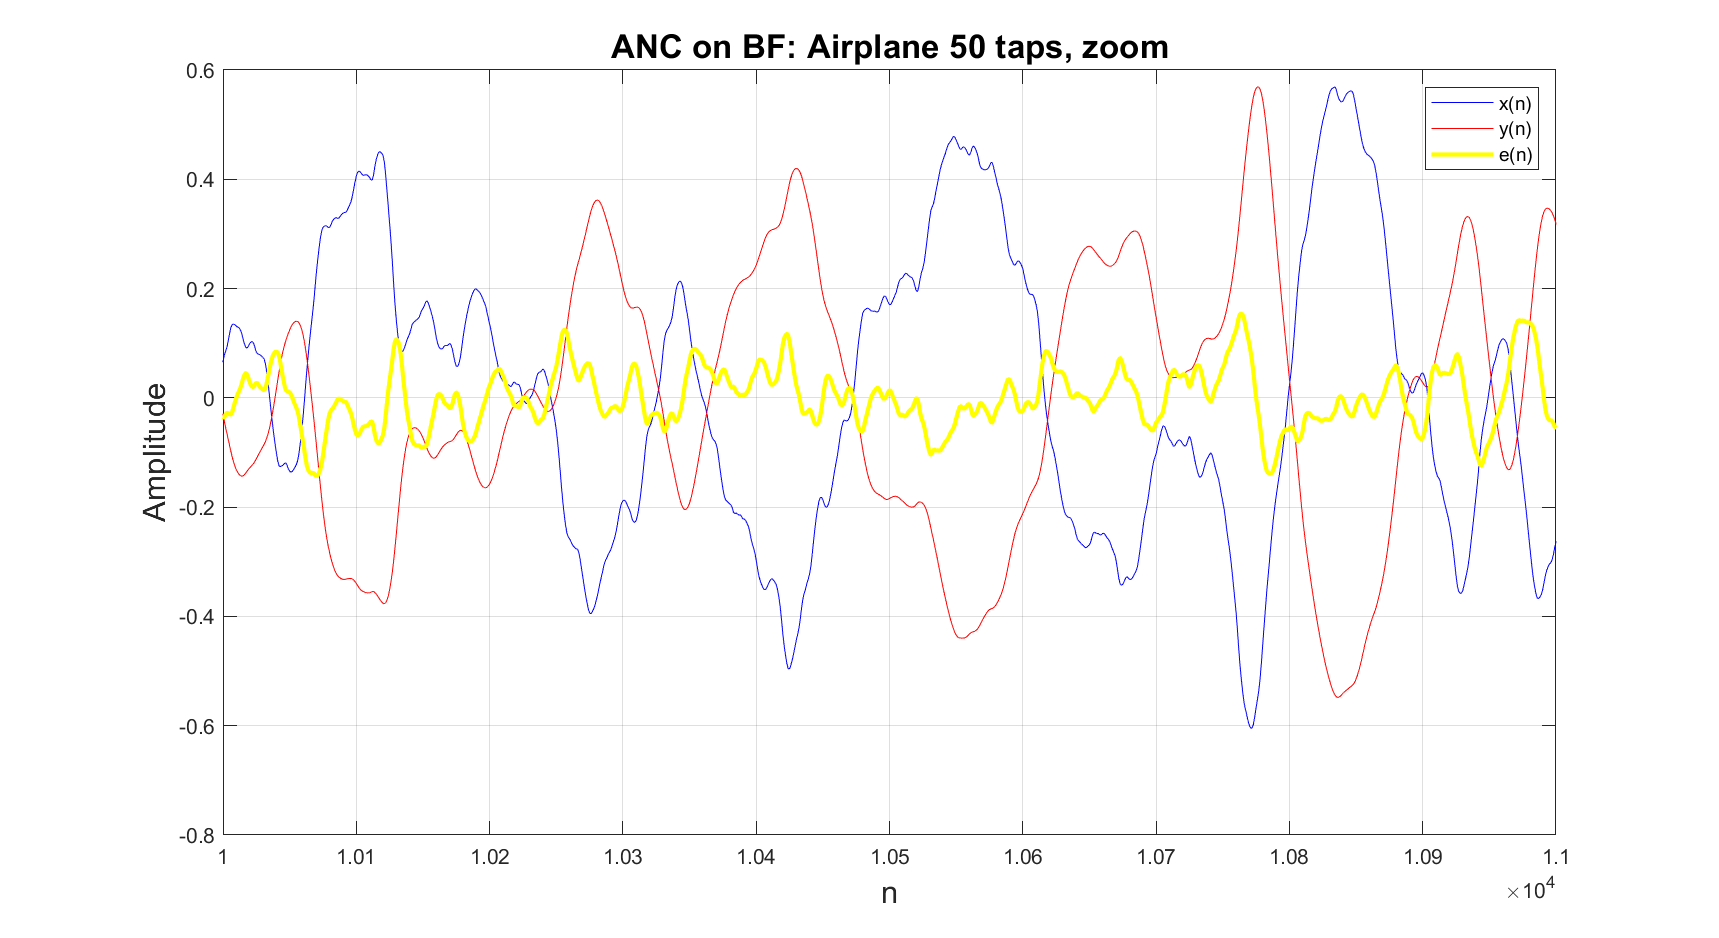 ANC on BF: Airplane 50 taps, zoom
0.6
0.4
0.2
0
-0.2
-0.4
-0.6
-0.8
Amplitude
x(n)
y(n)
e(n)
1 1.01 1.02 1.03 1.04 1.05 1.06 1.07 1.08 1.09 1.1
×10⁴
n